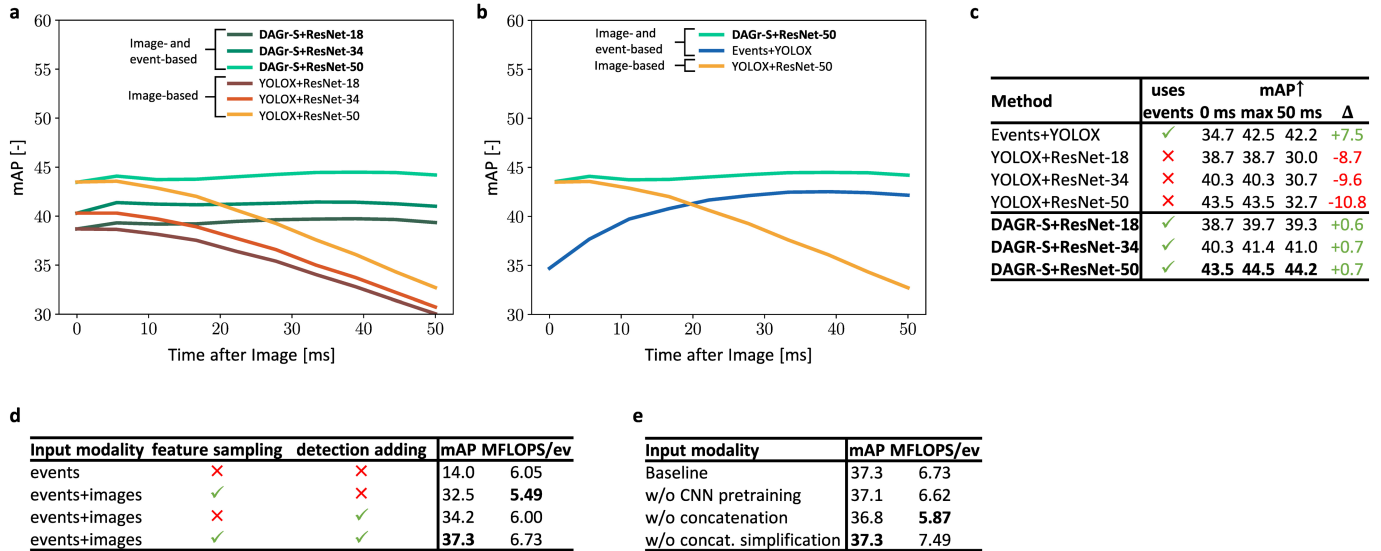 a
60
55
50
45
40
35
30
mAP [-]
Image- and
event-based
DAGr-S+ResNet-18
DAGr-S+ResNet-34
DAGr-S+ResNet-50
Image-based
YOLOX+ResNet-18
YOLOX+ResNet-34
YOLOX+ResNet-50
0 10 20 30 40 50
Time after Image [ms]
b
60
55
50
45
40
35
30
mAP [-]
Image- and
event-based
DAGr-S+ResNet-50
Events+YOLOX
Image-based
YOLOX+ResNet-50
0 10 20 30 40 50
Time after Image [ms]
c
uses mAP↑
Method events 0 ms max 50 ms Δ
Events+YOLOX ✓ 34.7 42.5 42.2 +7.5
YOLOX+ResNet-18 ✕ 38.7 38.7 30.0 -8.7
YOLOX+ResNet-34 ✕ 40.3 40.3 30.7 -9.6
YOLOX+ResNet-50 ✕ 43.5 43.5 32.7 -10.8
DAGR-S+ResNet-18 ✓ 38.7 39.7 39.3 +0.6
DAGR-S+ResNet-34 ✓ 40.3 41.4 41.0 +0.7
DAGR-S+ResNet-50 ✓ 43.5 44.5 44.2 +0.7
d
Input modality feature sampling detection adding mAP MFLOPS/ev
events ✕ ✕ 14.0 6.05
events+images ✓ ✕ 32.5 5.49
events+images ✕ ✓ 34.2 6.00
events+images ✓ ✓ 37.3 6.73
e
Input modality mAP MFLOPS/ev
Baseline 37.3 6.73
w/o CNN pretraining 37.1 6.62
w/o concatenation 36.8 5.87
w/o concat. simplification 37.3 7.49